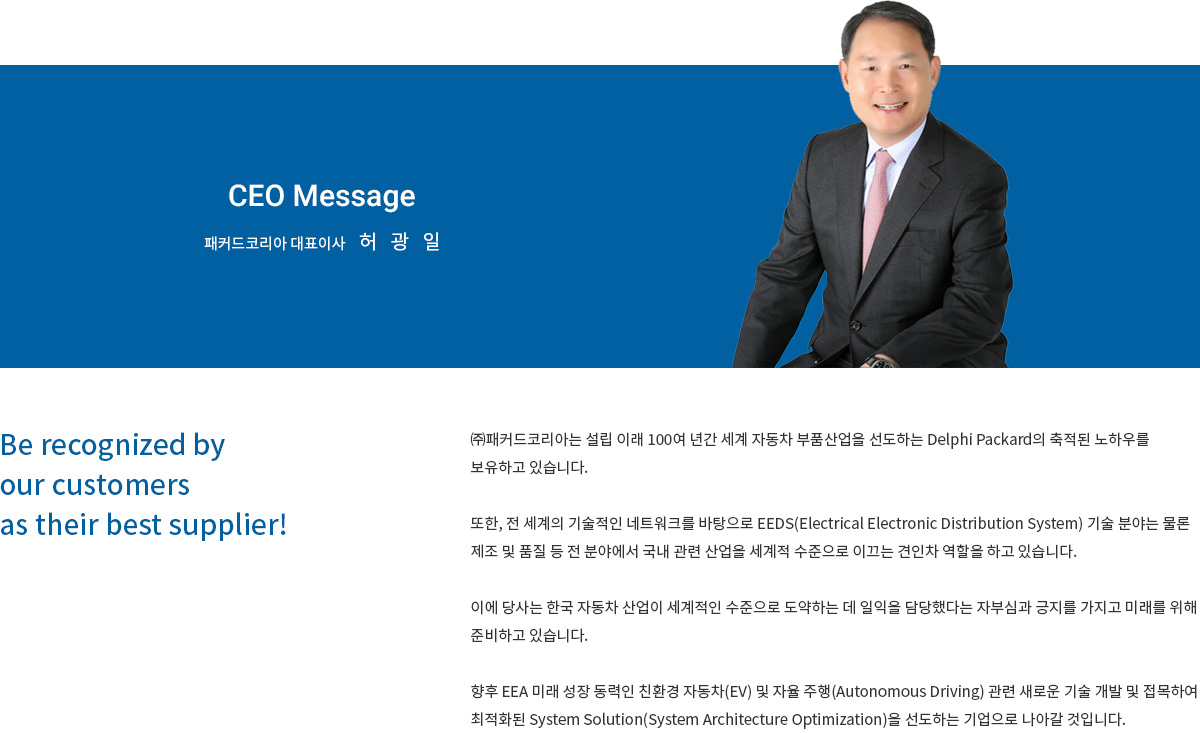 CEO Message
패커드코리아 대표이사 허 광 일
Be recognized by
our customers
as their best supplier!
㈜패커드코리아는 설립 이래 100여 년간 세계 자동차 부품산업을 선도하는 Delphi Packard의 축적된 노하우를
보유하고 있습니다.
또한, 전 세계의 기술적인 네트워크를 바탕으로 EEDS(Electrical Electronic Distribution System) 기술 분야는 물론
제조 및 품질 등 전 분야에서 국내 관련 산업을 세계적 수준으로 이끄는 견인차 역할을 하고 있습니다.
이에 당사는 한국 자동차 산업이 세계적인 수준으로 도약하는 데 일익을 담당했다는 자부심과 긍지를 가지고 미래를 위해
준비하고 있습니다.
향후 EEA 미래 성장 동력인 친환경 자동차(EV) 및 자율 주행(Autonomous Driving) 관련 새로운 기술 개발 및 접목하여
최적화된 System Solution(System Architecture Optimization)을 선도하는 기업으로 나아갈 것입니다.